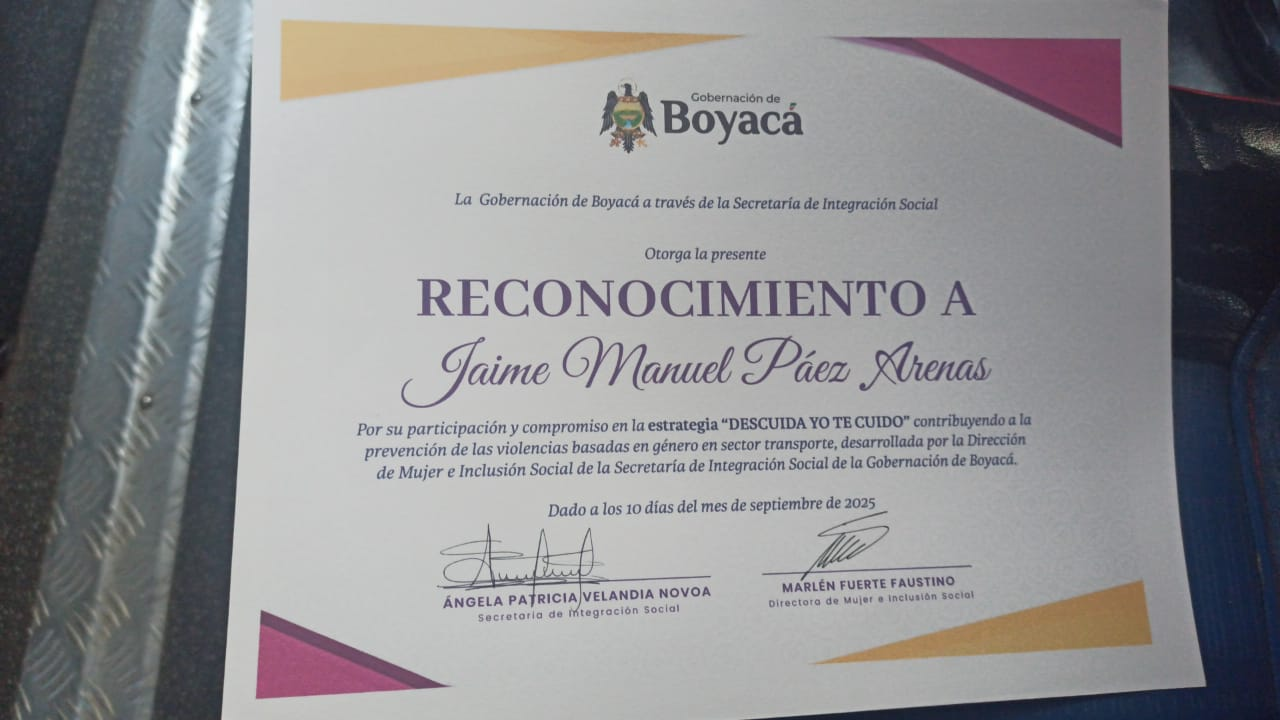 Gobernación de
Boyacá
La Gobernación de Boyacá a través de la Secretaría de Integración Social
Otorga la presente
RECONOCIMIENTO A
Jaime Manuel Páez Arenas
Por su participación y compromiso en la estrategia “DESCUIDA YO TE CUIDO” contribuyendo a la
prevención de las violencias basadas en género en sector transporte, desarrollada por la Dirección
de Mujer e Inclusión Social de la Secretaría de Integración Social de la Gobernación de Boyacá.
Dado a los 10 días del mes de septiembre de 2025
ÁNGELA PATRICIA VELANDIA NOVOA
Secretaria de Integración Social
MARLÉN FUERTE FAUSTINO
Directora de Mujer e Inclusión Social